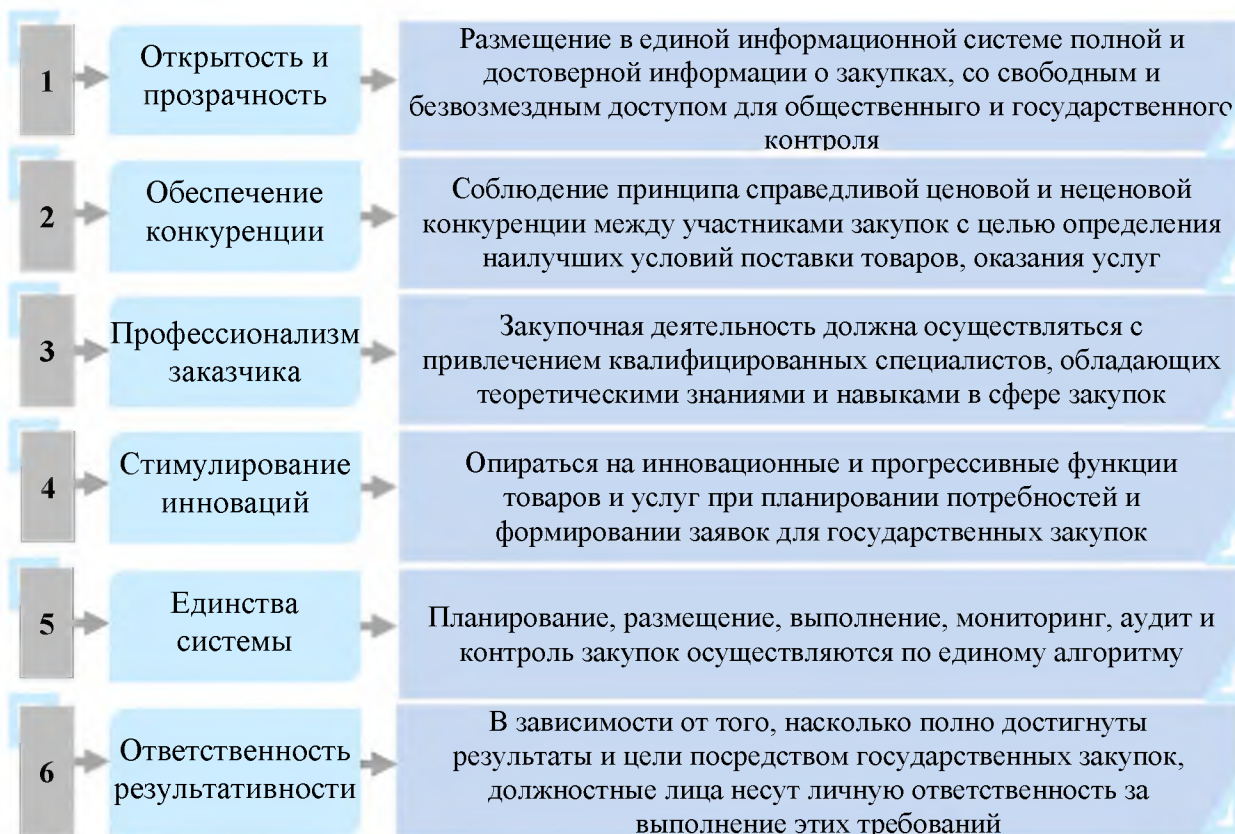 1
Открытость и
прозрачность
Размещение в единой информационной системе полной и
достоверной информации о закупках, со свободным и
безвозмездным доступом для общественного и государственного
контроля
2
Обеспечение
конкуренции
Соблюдение принципа справедливой ценовой и неценовой
конкуренции между участниками закупок с целью определения
наилучших условий поставки товаров, оказания услуг
3
Профессионализм
заказчика
Закупочная деятельность должна осуществляться с
привлечением квалифицированных специалистов, обладающих
теоретическими знаниями и навыками в сфере закупок
4
Стимулирование
инноваций
Опираться на инновационные и прогрессивные функции
товаров и услуг при планировании потребностей и
формировании заявок для государственных закупок
5
Единства
системы
Планирование, размещение, выполнение, мониторинг, аудит и
контроль закупок осуществляются по единому алгоритму
6
Ответственность
результативности
В зависимости от того, насколько полно достигнуты
результаты и цели посредством государственных закупок,
должностные лица несут личную ответственность за
выполнение этих требований